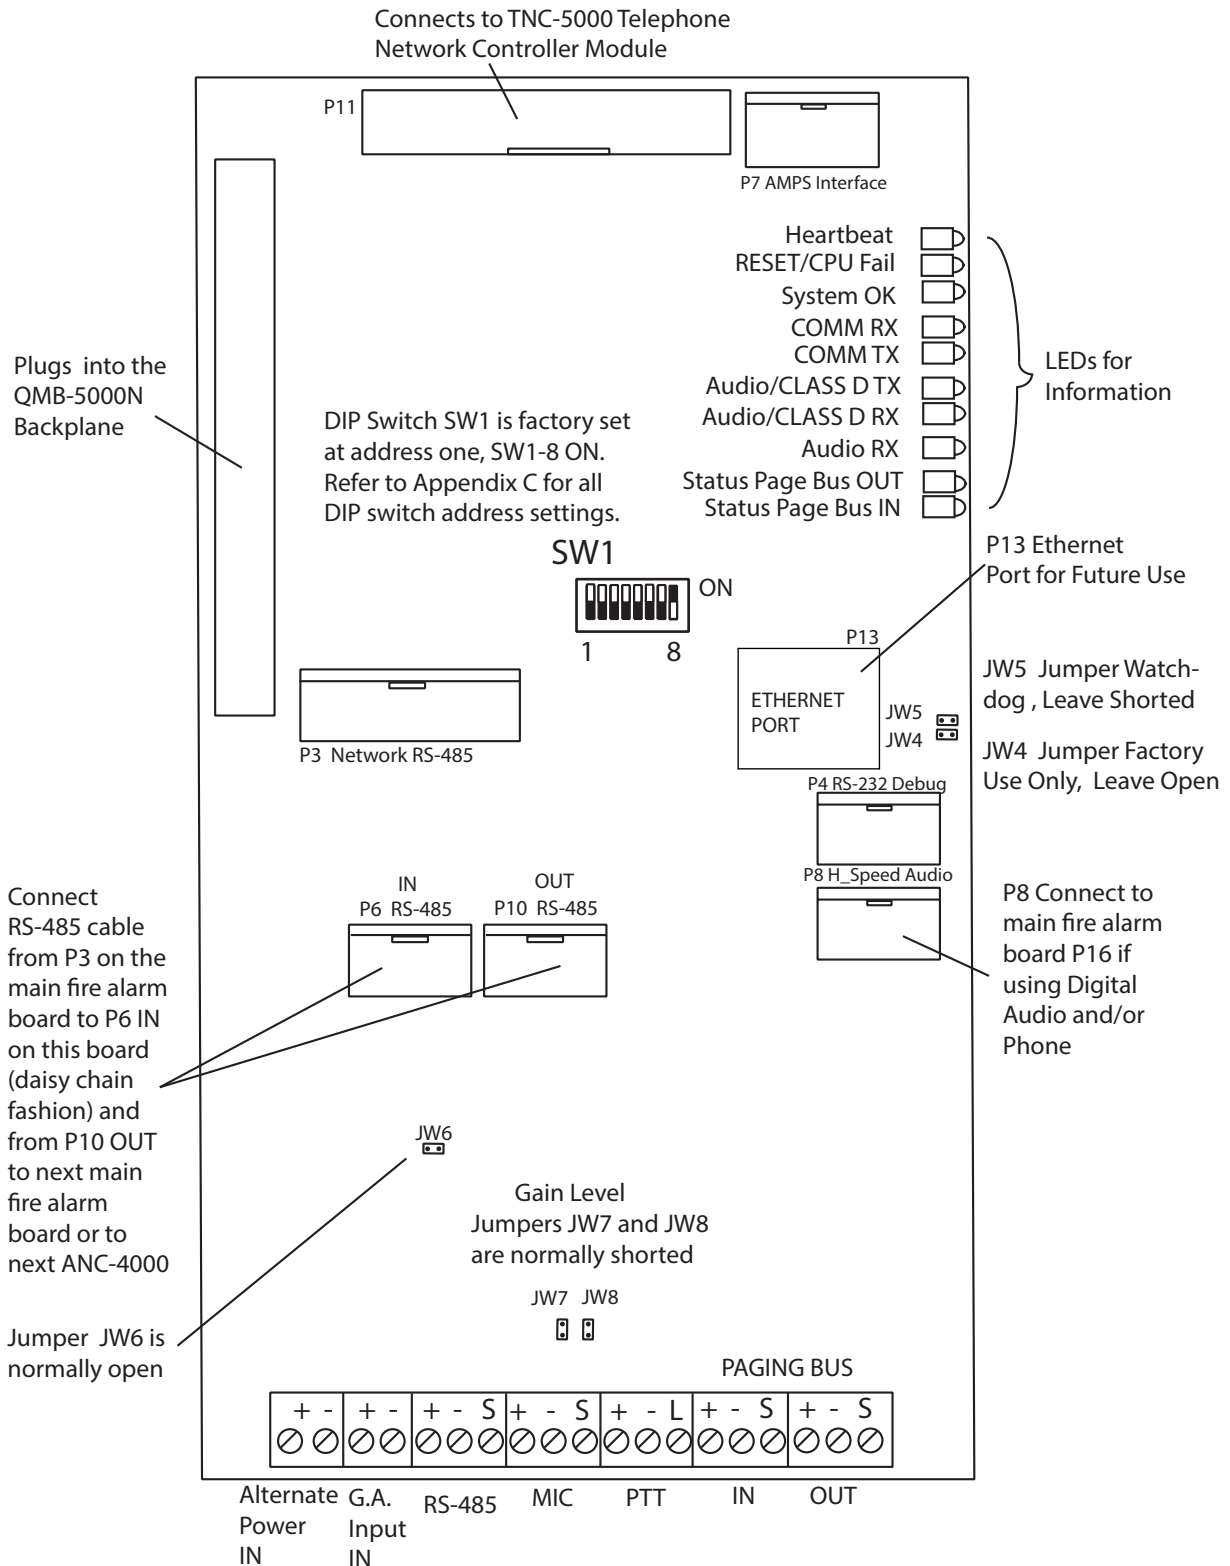 Connects to TNC-5000 Telephone
Network Controller Module
P11
P7 AMPS Interface
Heartbeat
RESET/CPU Fail
System OK
COMM RX
COMM TX
Audio/CLASS D TX
Audio/CLASS D RX
Audio RX
Status Page Bus OUT
Status Page Bus IN
LEDs for
Information
Plugs into the
QMB-5000N
Backplane
DIP Switch SW1 is factory set
at address one, SW1-8 ON.
Refer to Appendix C for all
DIP switch address settings.
SW1
ON
1 8
P13 Ethernet
Port for Future Use
P13
ETHERNET
PORT
JW5
JW4
JW5 Jumper Watch-
dog , Leave Shorted
JW4 Jumper Factory
Use Only, Leave Open
P3 Network RS-485
P4 RS-232 Debug
P8 H_Speed Audio
P8 Connect to
main fire alarm
board P16 if
using Digital
Audio and/or
Phone
IN
P6 RS-485
OUT
P10 RS-485
Connect
RS-485 cable
from P3 on the
main fire alarm
board to P6 IN
on this board
(daisy chain
fashion) and
from P10 OUT
to next main
fire alarm
board or to
next ANC-4000
JW6
Jumper JW6 is
normally open
Gain Level
Jumpers JW7 and JW8
are normally shorted
JW7 JW8
PAGING BUS
+ - + - + - S + - S + - L + - S + - S
Alternate
Power
IN
G.A.
Input
IN
RS-485
MIC
PTT
IN
OUT